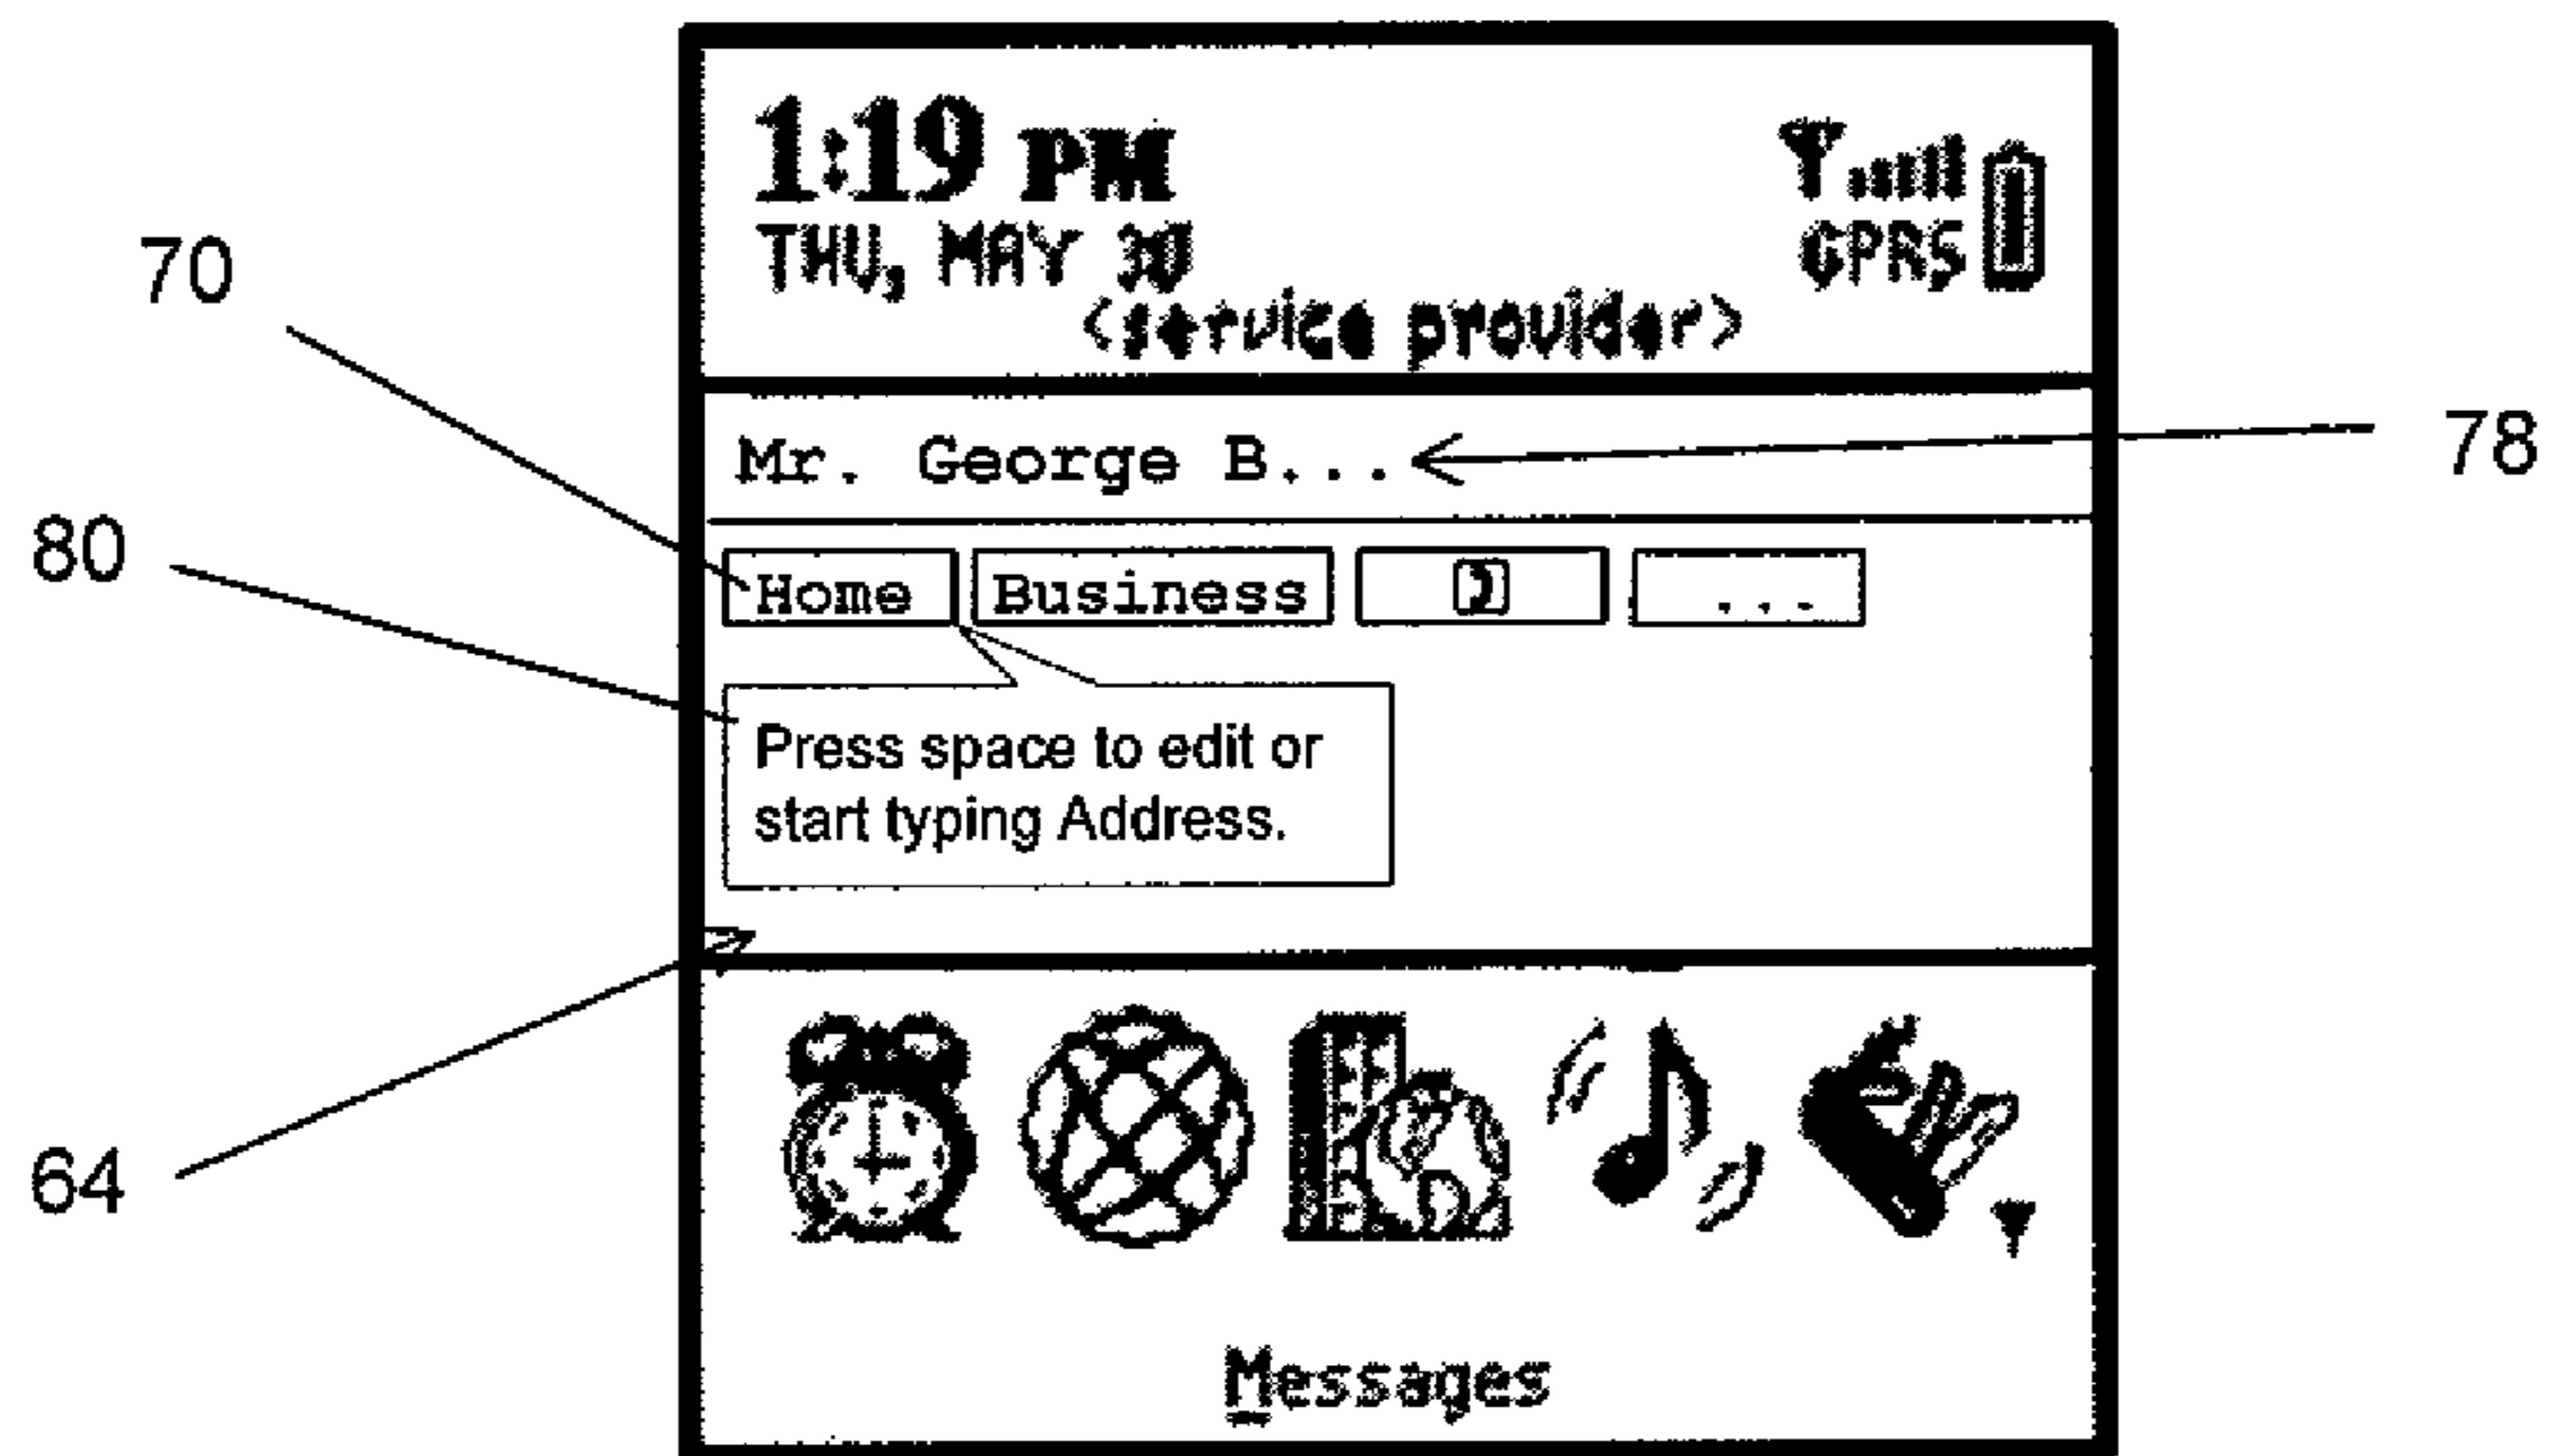 1:19 PM
THU, MAY 30
GPRS
<service provider>
70
Mr. George B...
78
80
Home Business ...
Press space to edit or
start typing Address.
64
Messages